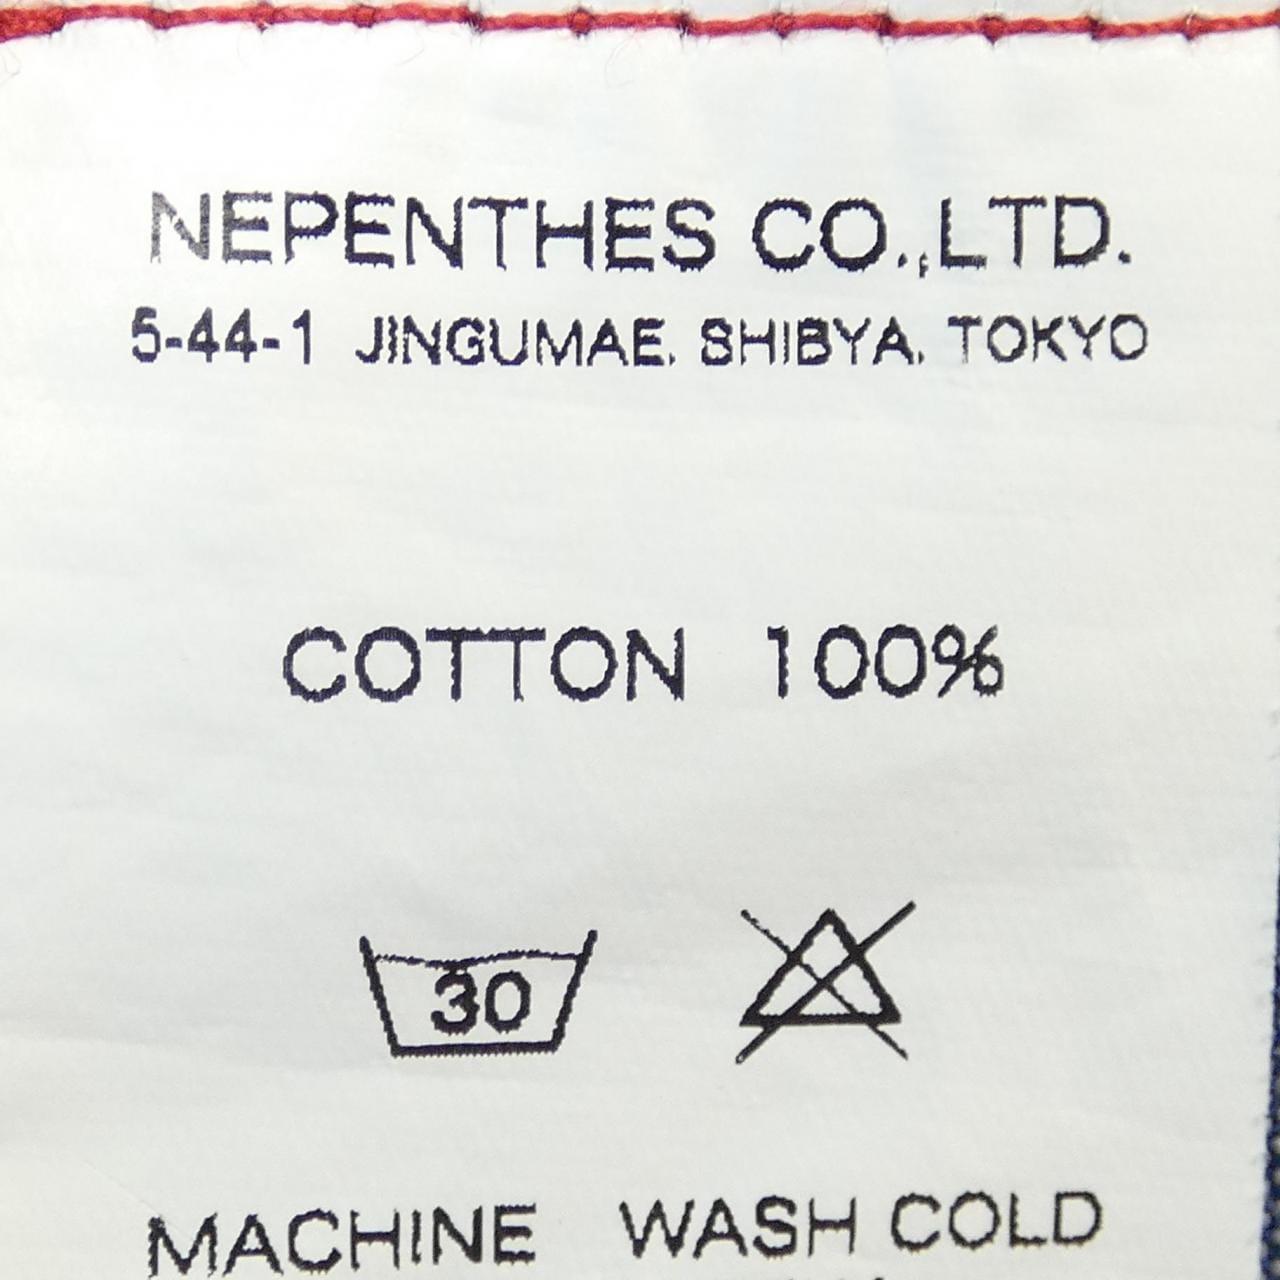 NEPENTHES CO.,LTD.
5-44-1 JINGUMAE, SHIBYA, TOKYO
COTTON 100%
30
MACHINE WASH COLD